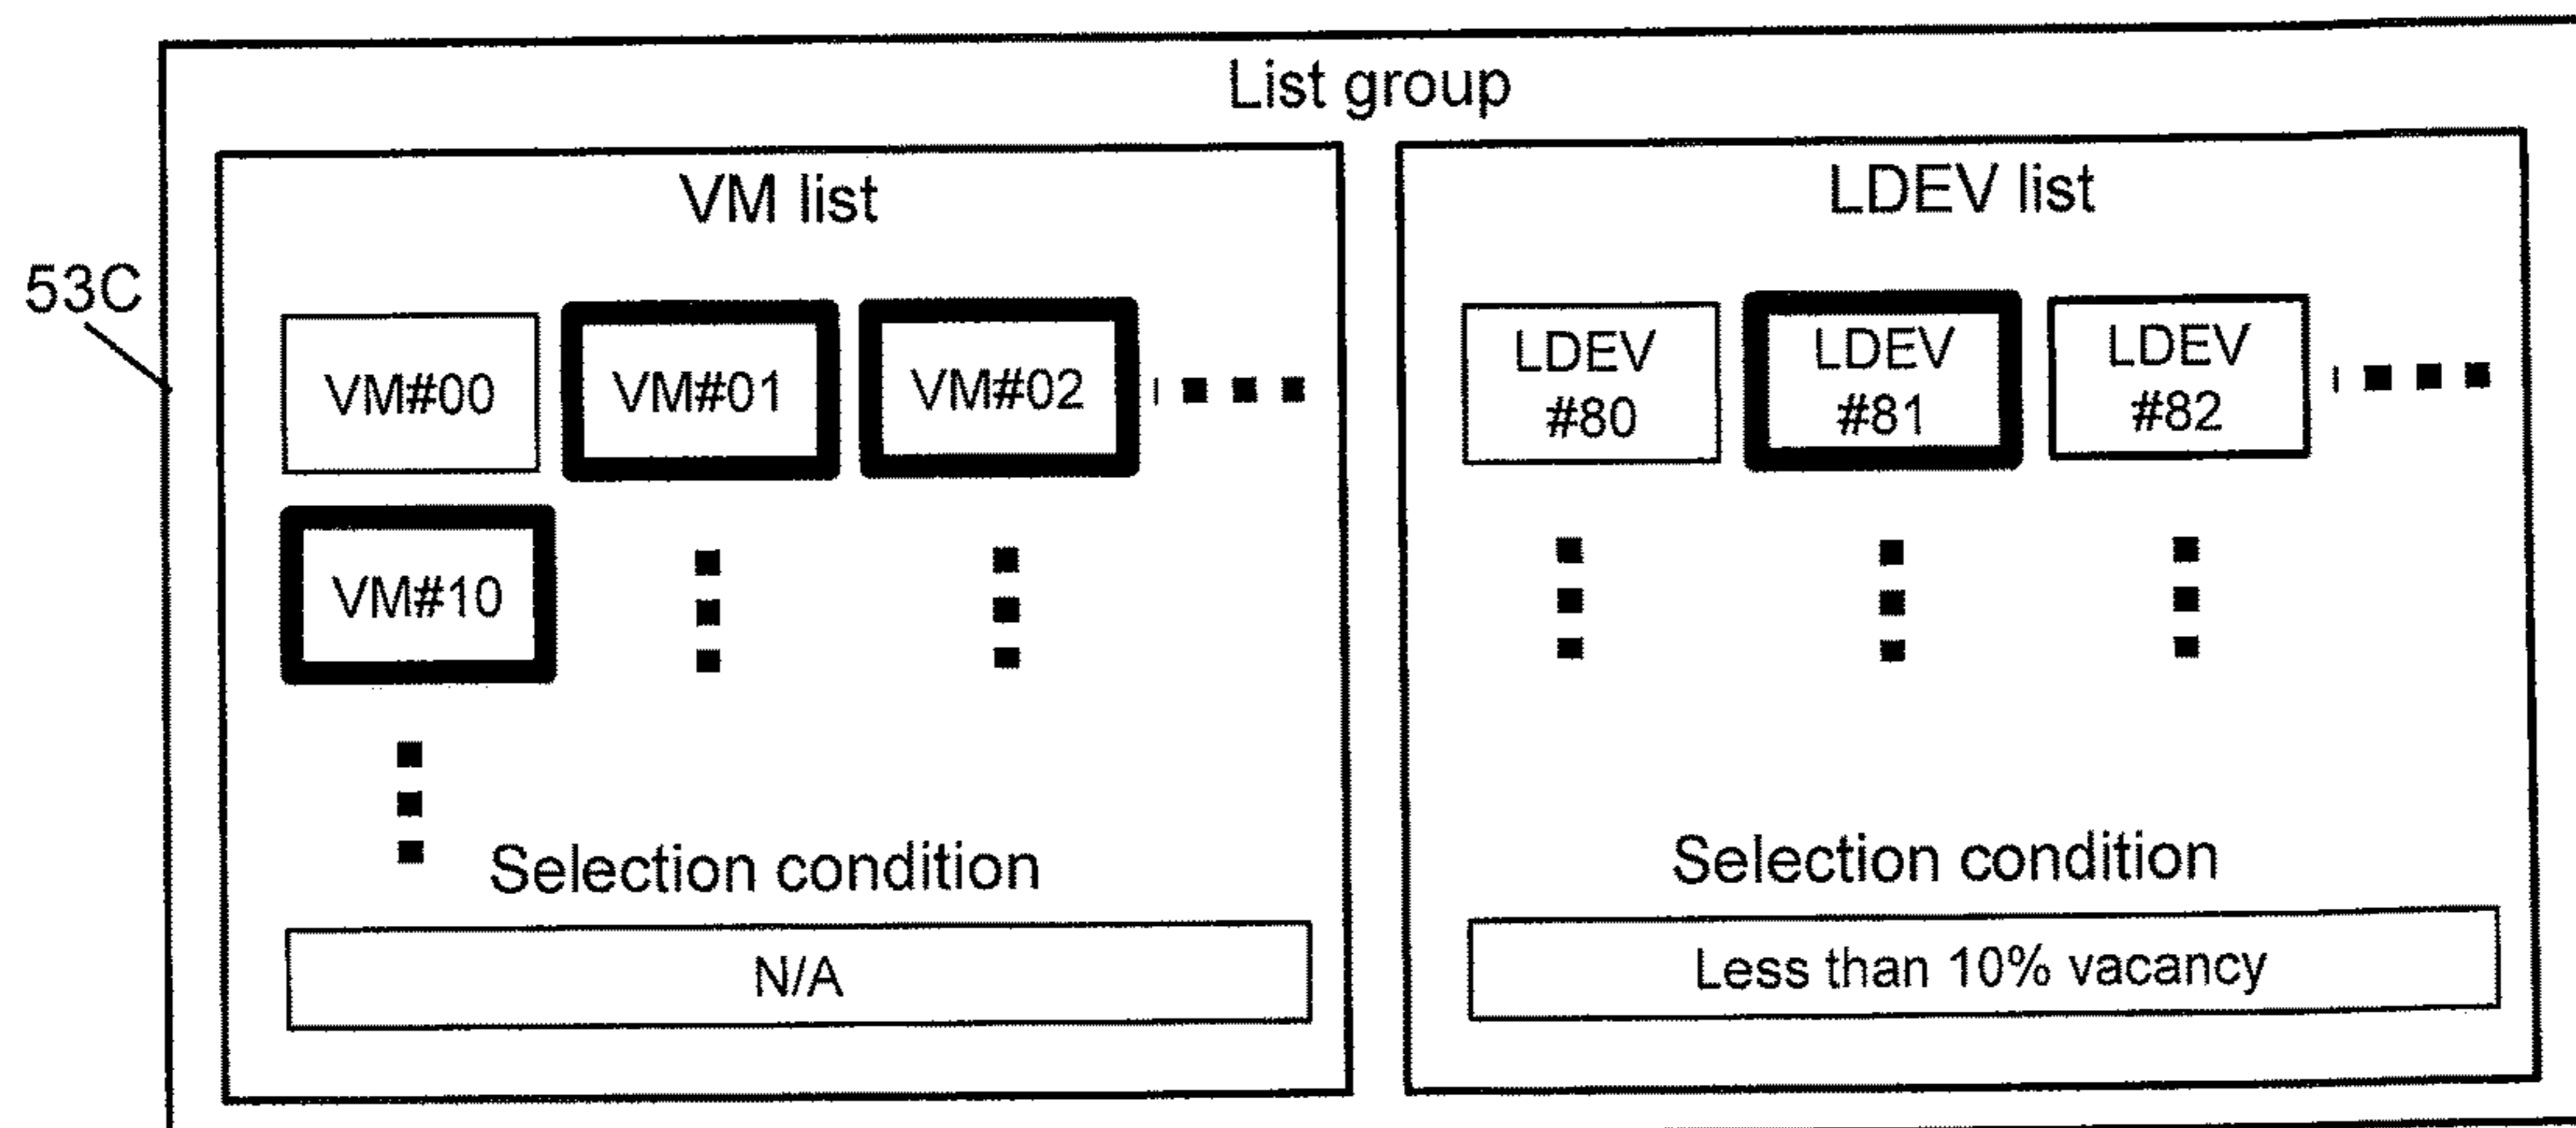 List group
VM list
53C
VM#00
VM#01
VM#02
VM#10
Selection condition
N/A
LDEV list
LDEV
#80
LDEV
#81
LDEV
#82
Selection condition
Less than 10% vacancy